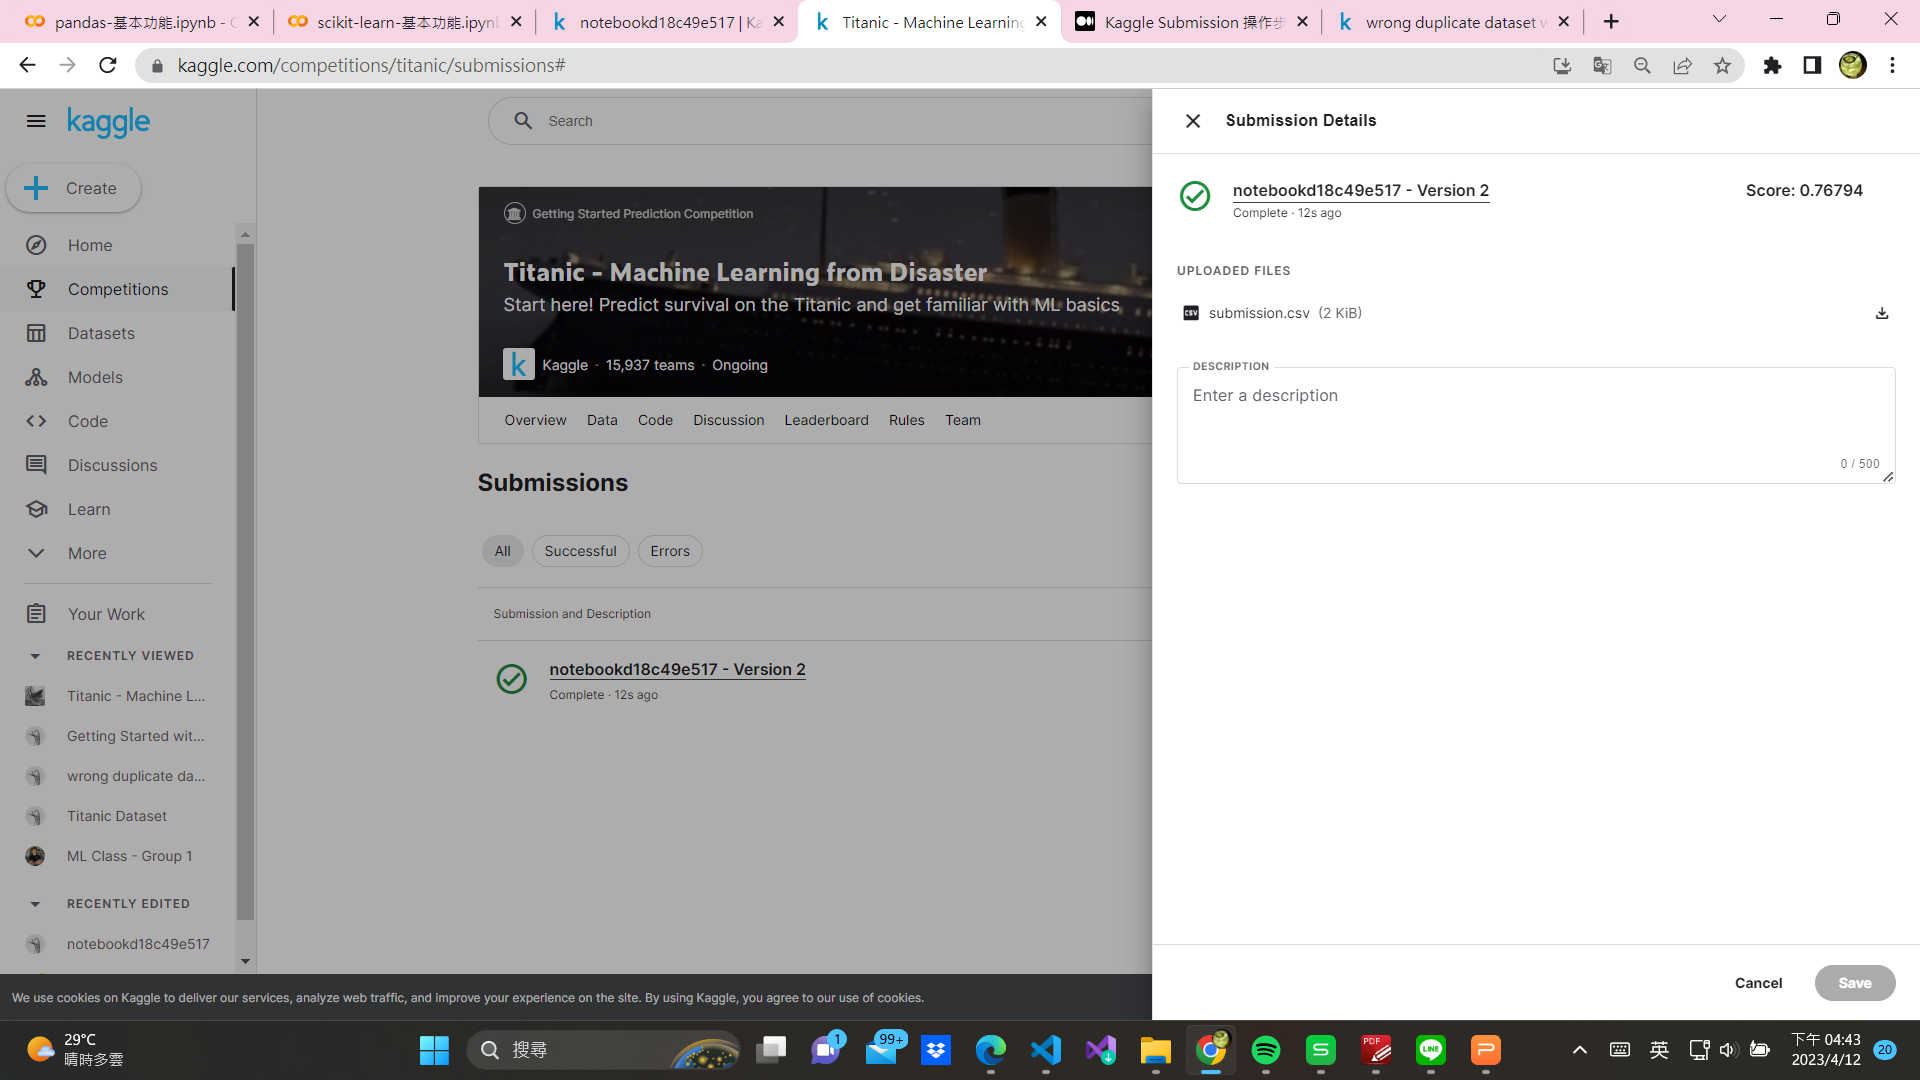 pandas-基本功能.ipynb - C
scikit-learn-基本功能.ipynb
notebookd18c49e517 | Ka
Titanic - Machine Learning
Kaggle Submission 操作步
wrong duplicate dataset w
kaggle.com/competitions/titanic/submissions#
kaggle
Search
Create
Home
Competitions
Datasets
Models
Code
Discussions
Learn
More
Your Work
RECENTLY VIEWED
Titanic - Machine L...
Getting Started wit...
wrong duplicate da...
Titanic Dataset
ML Class - Group 1
RECENTLY EDITED
notebookd18c49e517
Getting Started Prediction Competition
Titanic - Machine Learning from Disaster
Start here! Predict survival on the Titanic and get familiar with ML basics
k
Kaggle · 15,937 teams · Ongoing
Overview Data Code Discussion Leaderboard Rules Team
Submissions
All Successful Errors
Submission and Description
notebookd18c49e517 - Version 2
Complete · 12s ago
Submission Details
notebookd18c49e517 - Version 2
Score: 0.76794
Complete · 12s ago
UPLOADED FILES
CSV submission.csv (2 KiB)
DESCRIPTION
Enter a description
0 / 500
Cancel Save
We use cookies on Kaggle to deliver our services, analyze web traffic, and improve your experience on the site. By using Kaggle, you agree to our use of cookies.
29°C
晴時多雲
搜尋
1
99+
S
PDF
LINE
P
英
下午 04:43
2023/4/12
20